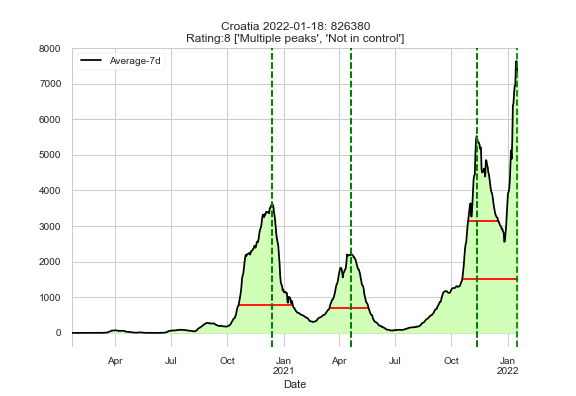 Croatia 2022-01-18: 826380
Rating:8 ['Multiple peaks', 'Not in control']
Average-7d
8000
7000
6000
5000
4000
3000
2000
1000
0
Apr
Jul
Oct
Jan
2021
Apr
Jul
Oct
Jan
2022
Date